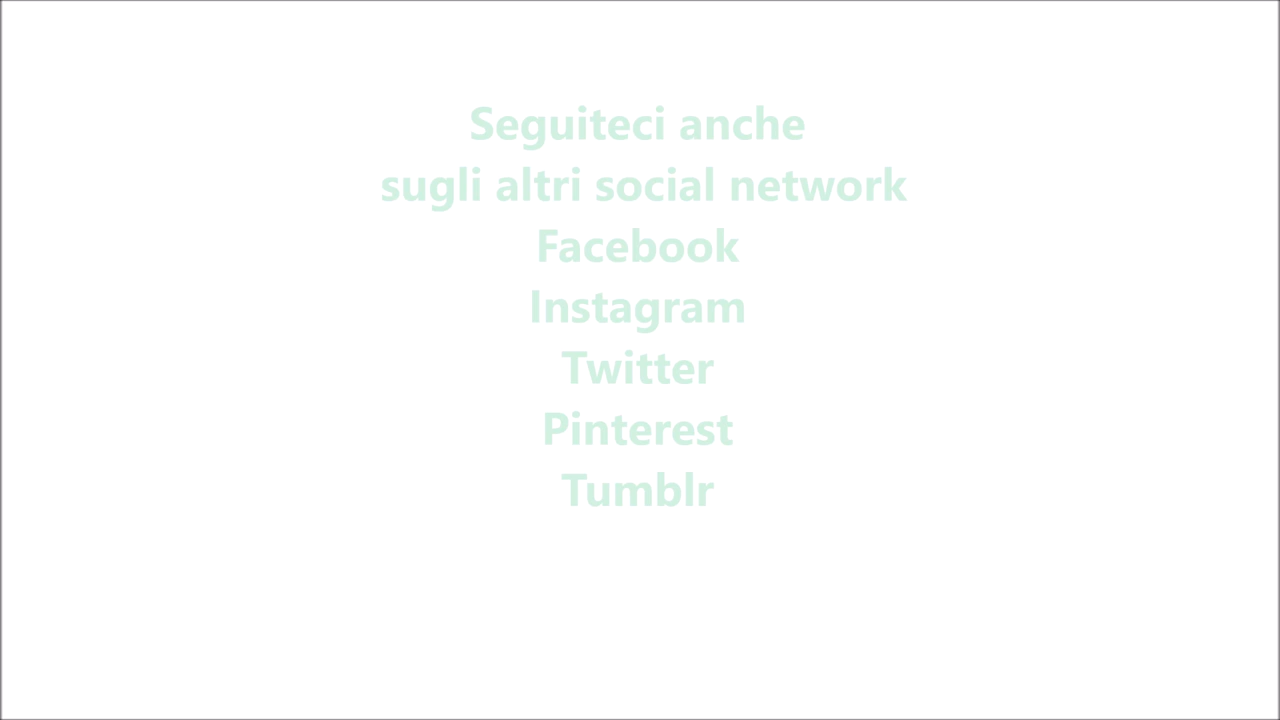 Seguiteci anche
sugli altri social network
Facebook
Instagram
Twitter
Pinterest
Tumblr